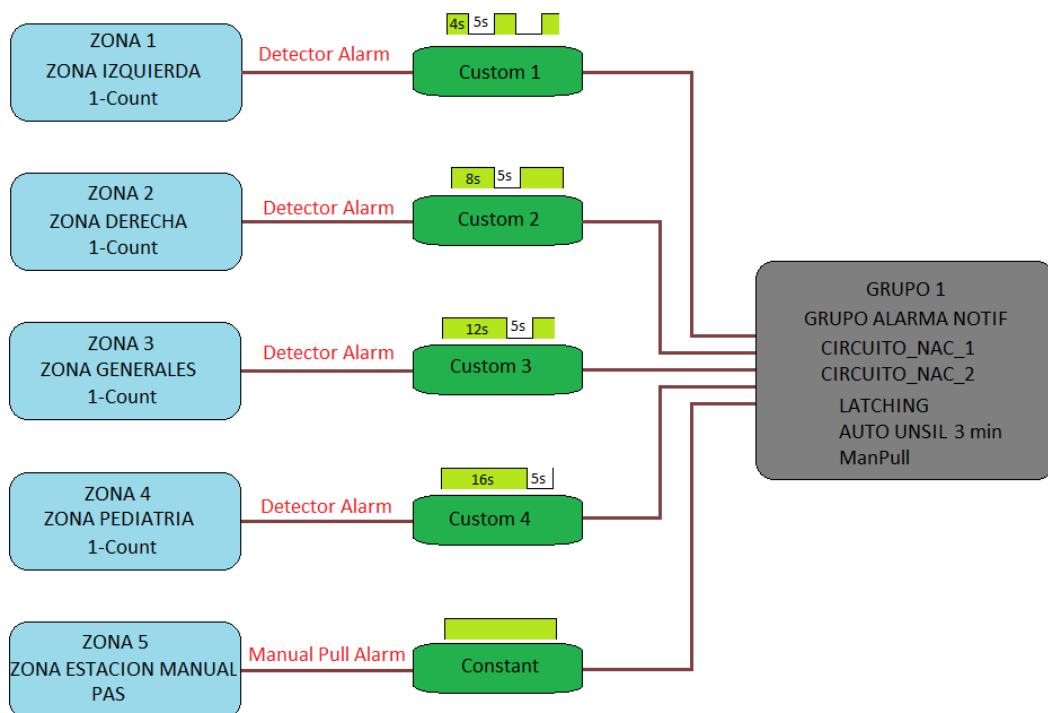 ZONA 1
ZONA IZQUIERDA
1-Count
Detector Alarm
4s
5s
Custom 1
ZONA 2
ZONA DERECHA
1-Count
Detector Alarm
8s
5s
Custom 2
ZONA 3
ZONA GENERALES
1-Count
Detector Alarm
12s
5s
Custom 3
ZONA 4
ZONA PEDIATRIA
1-Count
Detector Alarm
16s
5s
Custom 4
ZONA 5
ZONA ESTACION MANUAL
PAS
Manual Pull Alarm
Constant
GRUPO 1
GRUPO ALARMA NOTIF
CIRCUITO_NAC_1
CIRCUITO_NAC_2
LATCHING
AUTO UNSIL 3 min
ManPull